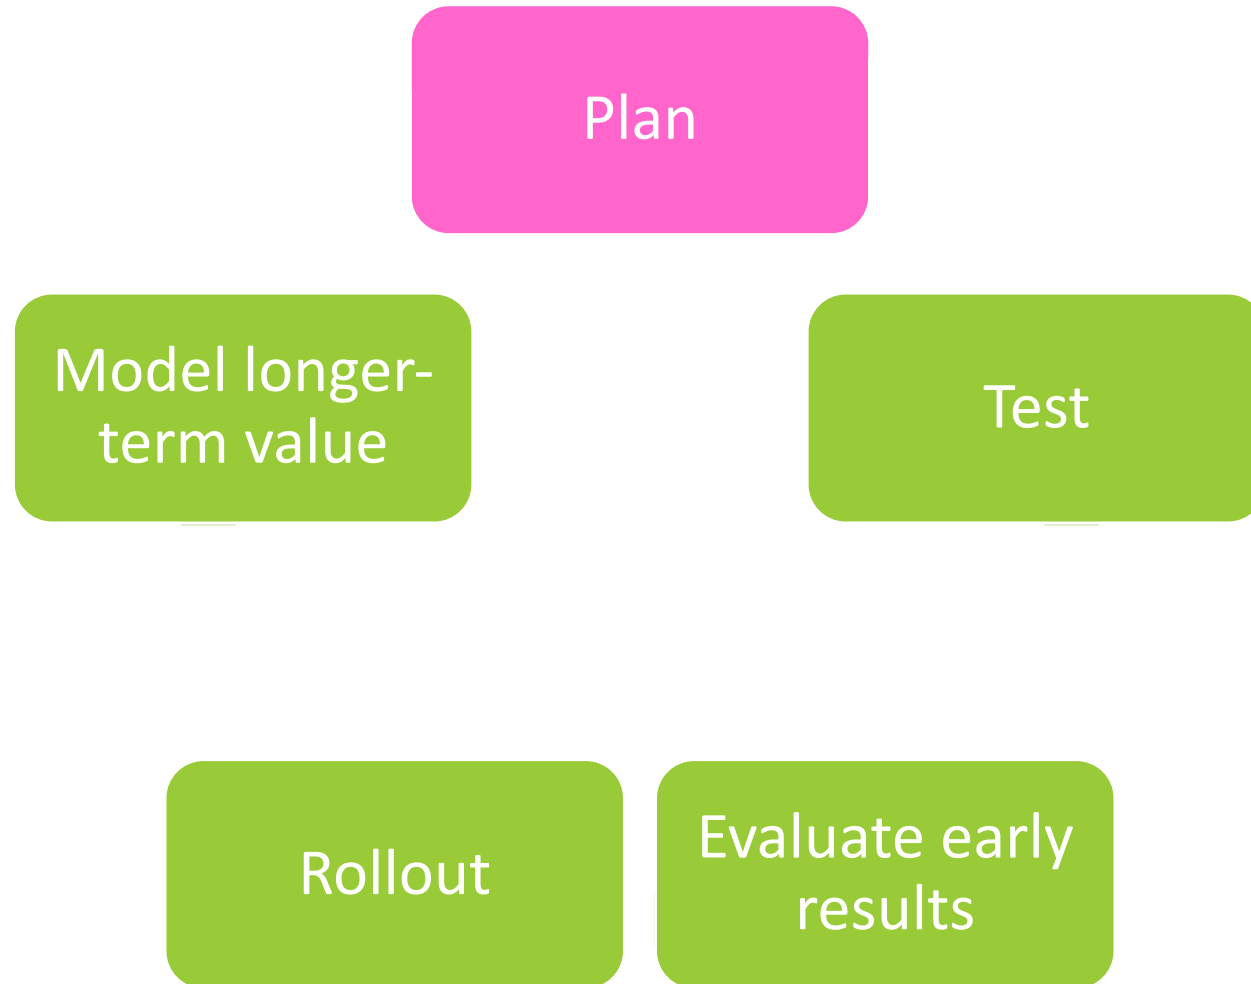 Plan
Model longer-
term value
Test
Rollout
Evaluate early
results